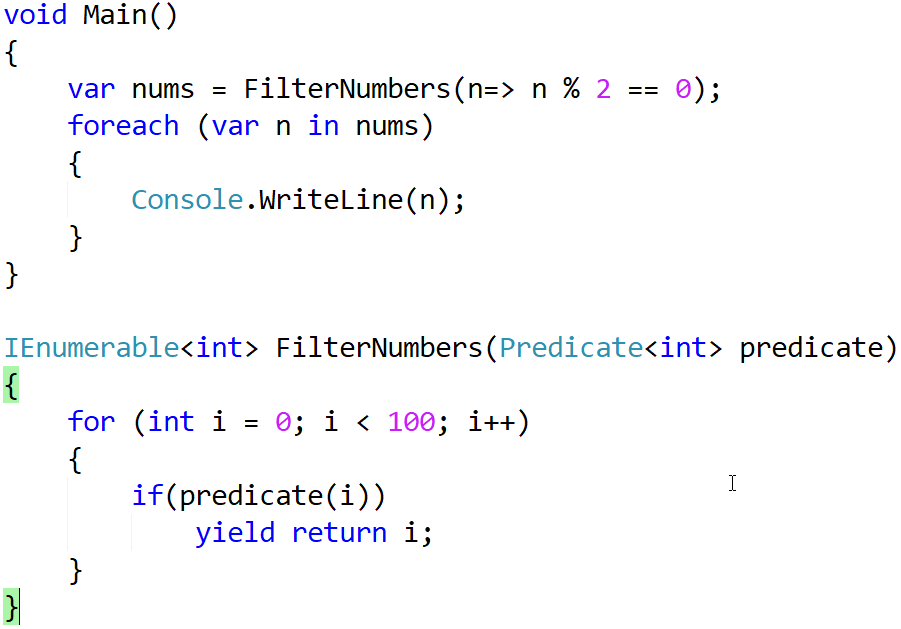 void Main()
{
    var nums = FilterNumbers(n=> n % 2 == 0);
    foreach (var n in nums)
    {
        Console.WriteLine(n);
    }
}

IEnumerable<int> FilterNumbers(Predicate<int> predicate)
{
    for (int i = 0; i < 100; i++)
    {
        if(predicate(i))
            yield return i;
    }
}